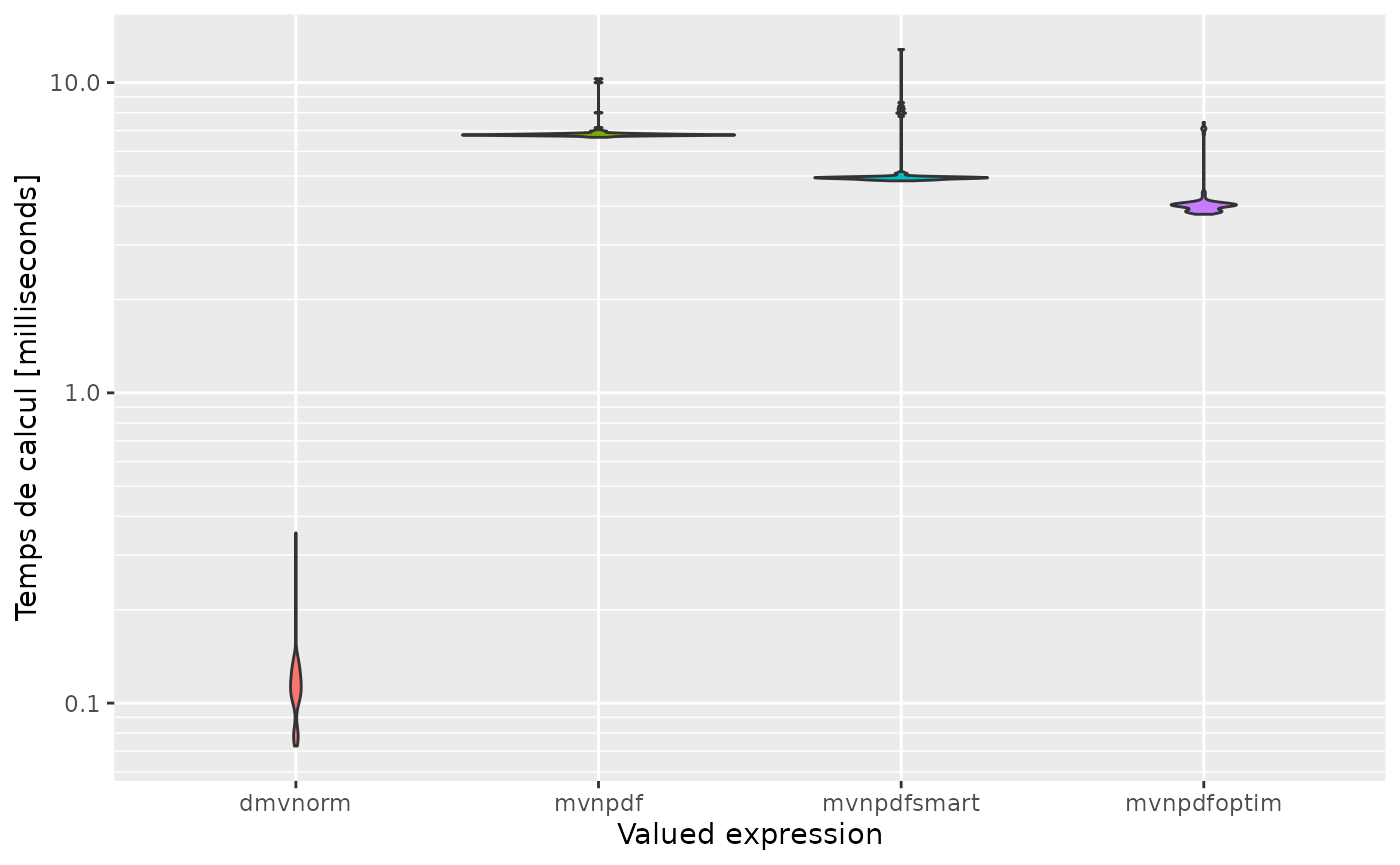 Temps de calcul [milliseconds]
10.0
1.0
0.1
dmvnorm
mvnpdf
mvnpdfsmart
mvnpdfoptim
Valued expression